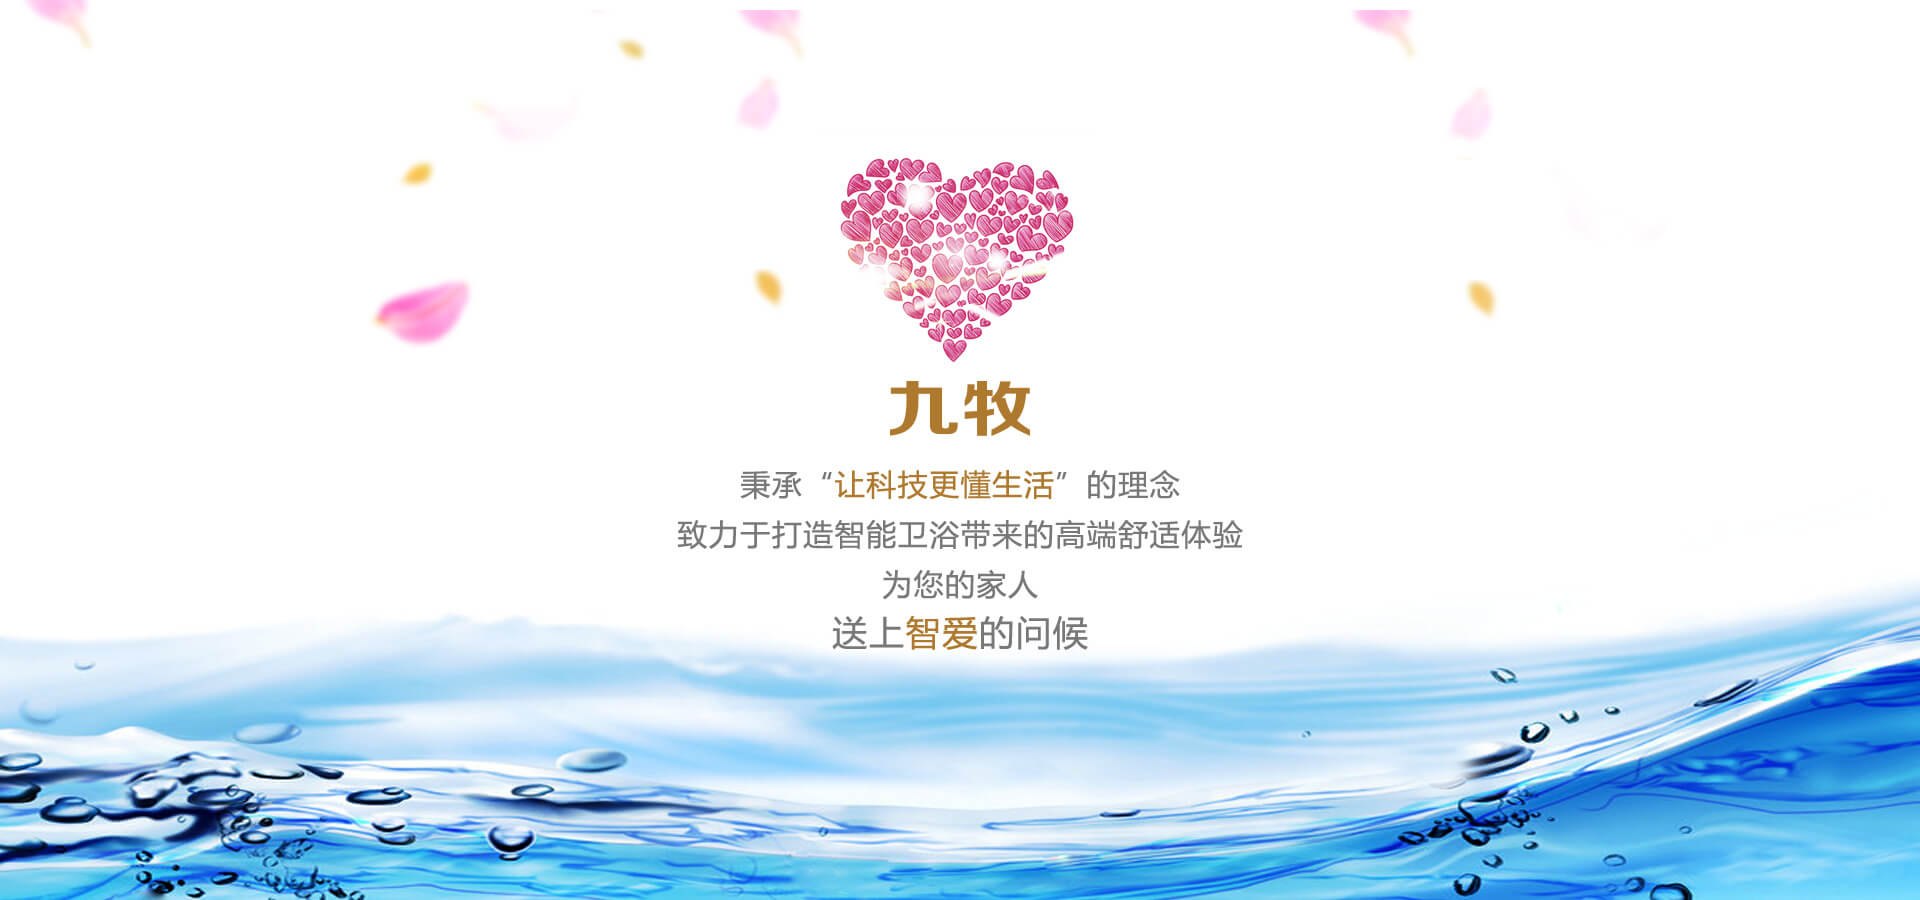 九牧
秉承“让科技更懂生活”的理念
致力于打造智能卫浴带来的高端舒适体验
为您的家人
送上智爱的问候